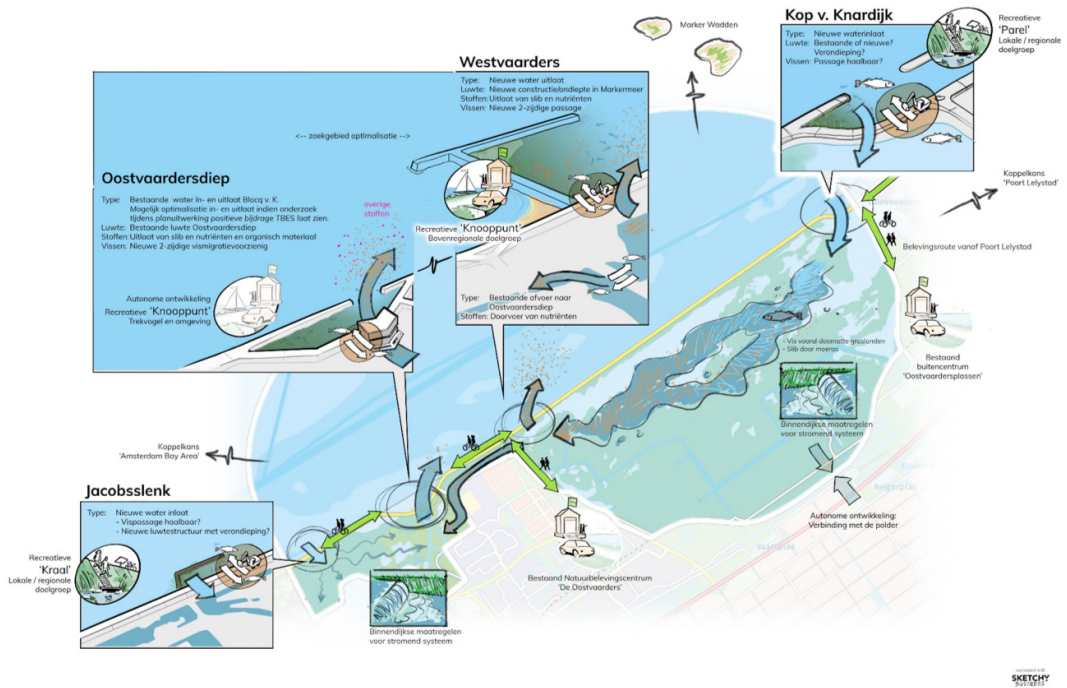 Marker Wadden
Kop v. Knardijk
Type: Nieuwe waterinlaat
Luwte: Bestaande of nieuwe?
Verondieping?
Vissen: Passage haalbaar?
Recreatieve
'Parel'
Lokale / regionale
doelgroep
Westvaarders
Type: Nieuwe water uitlaat
Luwte: Nieuwe constructie/ondiepte in Markermeer
Stoffen: Uitlaat van slib en nutriënten
Vissen: Nieuwe 2-zijdige passage
<-- zoekgebied optimalisatie -->
Recreatieve 'Knooppunt'
Bovenregionale doelgroep
Type: Bestaande afvoer naar
Oostvaardersdiep
Stoffen: Doorvoer van nutriënten
Oostvaardersdiep
Type: Bestaande water in- en uitlaat Blocq v. K.
Mogelijk optimalisatie in- en uitlaat indien onderzoek
tijdens planuitwerking positieve bijdrage TBES laat zien.
Luwte: Bestaande luwte Oostvaardersdiep
Stoffen: Uitlaat van slib en nutriënten en organisch materiaal
Vissen: Nieuwe 2-zijdige vismigratievoorzienig
overige
stoffen
Autonome ontwikkeling
Recreatieve 'Knooppunt'
Trekvogel en omgeving
Koppelkans
'Poort Lelystad'
Belevingsroute vanaf Poort Lelystad
Bestaand
buitencentrum
'Oostvaardersplassen'
- Vis vooral doornatte graslanden
- Slib door moeras
Binnendijkse maatregelen
voor stromend systeem
Autonome ontwikkeling:
Verbinding met de polder
Koppelkans
'Amsterdam Bay Area'
Jacobsslenk
Type: Nieuwe water inlaat
- Vispassage haalbaar?
- Nieuwe luwtestructuur met verondieping?
Recreatieve
'Kraal'
Lokale / regionale
doelgroep
Bestaand Natuurbelevingscentrum
'De Oostvaarders'
Binnendijkse maatregelen
voor stromend systeem
SKETCHY
BUSINESS